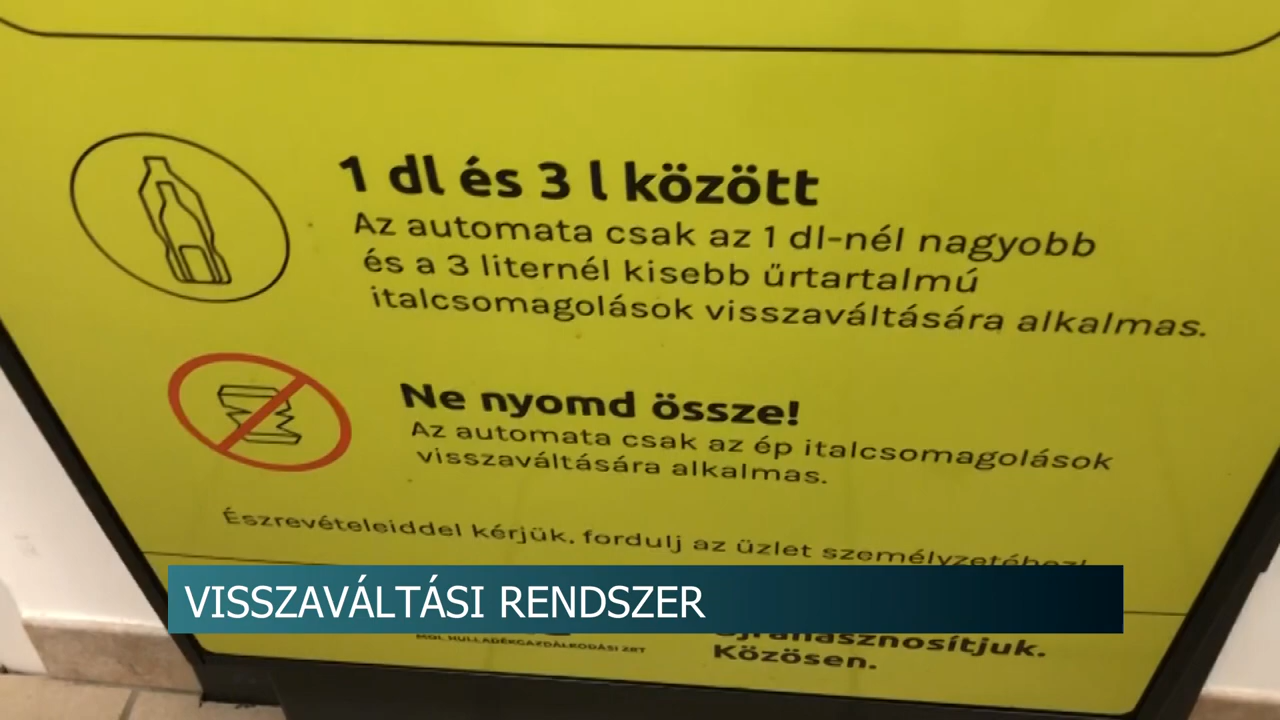 1 dl és 3 l között
Az automata csak az 1 dl-nél nagyobb
és a 3 liternél kisebb űrtartalmú
italcsomagolások visszaváltására alkalmas.
Ne nyomd össze!
Az automata csak az ép italcsomagolások
visszaváltására alkalmas.
Észrevételeiddel kérjük, fordulj az üzlet személyzetéhez!
VISSZAVÁLTÁSI RENDSZER
MOL HULLADÉKGAZDÁLKODÁSI ZRT
Újrahasznosítjuk.
Közösen.